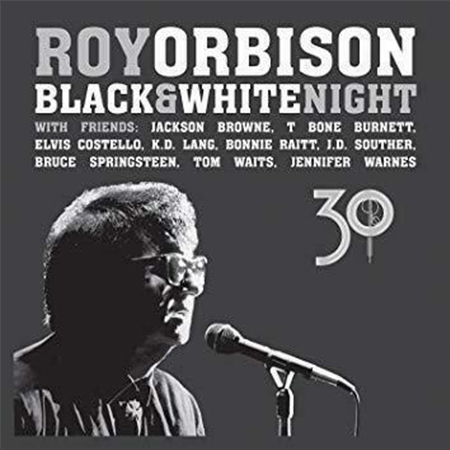 ROYORBISON
BLACK&WHITENIGHT
WITH FRIENDS: JACKSON BROWNE, T BONE BURNETT,
ELVIS COSTELLO, K.D. LANG, BONNIE RAITT, J.D. SOUTHER,
BRUCE SPRINGSTEEN, TOM WAITS, JENNIFER WARNES
30